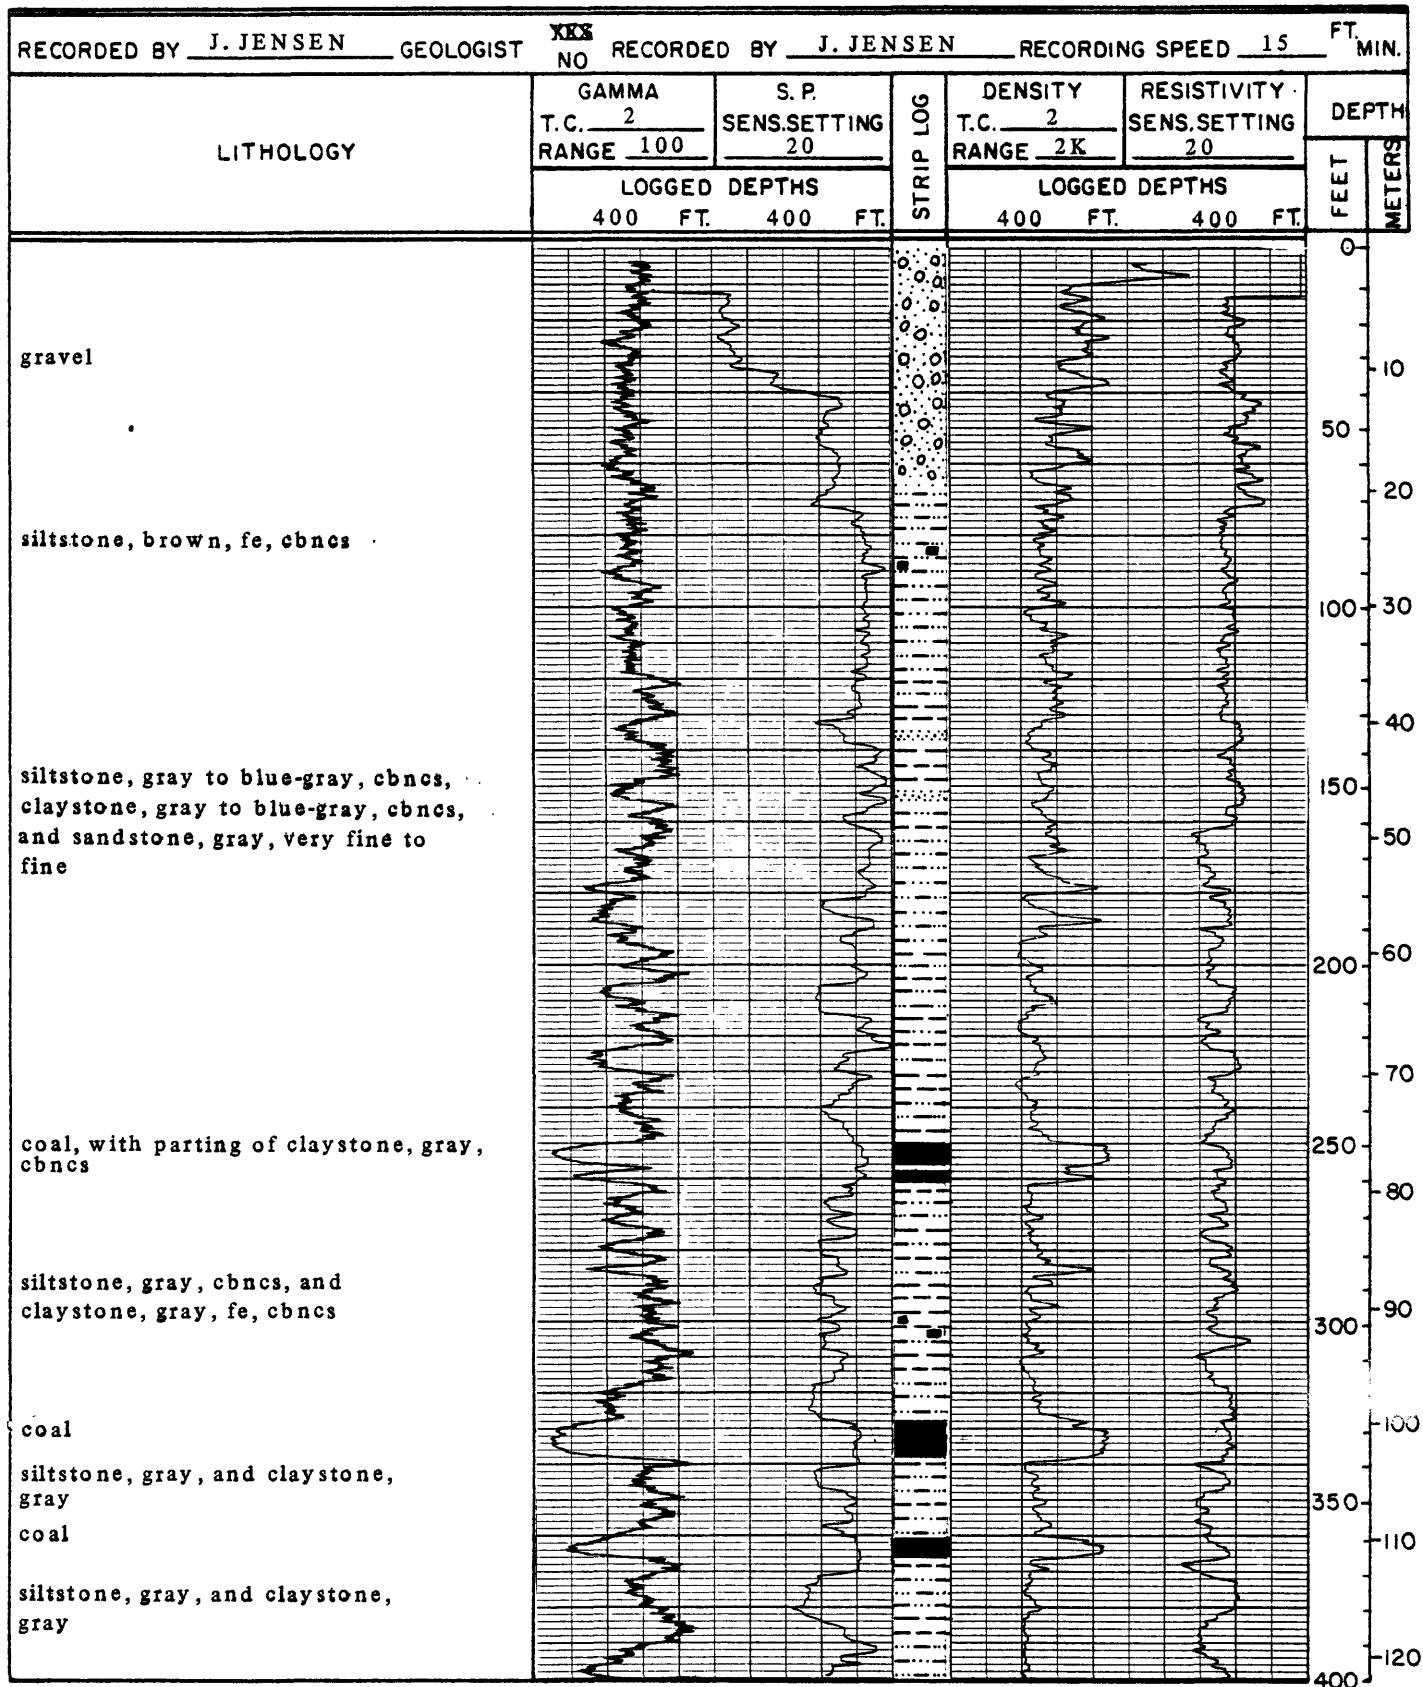 RECORDED BY J. JENSEN GEOLOGIST NO RECORDED BY J. JENSEN RECORDING SPEED 15 FT. MIN.
LITHOLOGY
GAMMA
T.C. 2
RANGE 100
S. P.
SENS.SETTING
20
LOGGED DEPTHS
400 FT. 400 FT.
STRIP LOG
DENSITY
T.C. 2
RANGE 2K
RESISTIVITY
SENS.SETTING
20
LOGGED DEPTHS
400 FT. 400 FT.
DEPTH
FEET
METERS
0
gravel
10
50
20
siltstone, brown, fe, cbncs
100 30
40
siltstone, gray to blue-gray, cbncs,
150
claystone, gray to blue-gray, cbncs,
and sandstone, gray, very fine to
50
fine
60
200
70
coal, with parting of claystone, gray,
250
cbncs
80
siltstone, gray, cbncs, and
claystone, gray, fe, cbncs
90
300
coal
100
siltstone, gray, and claystone,
gray
350
coal
110
siltstone, gray, and claystone,
gray
120
400